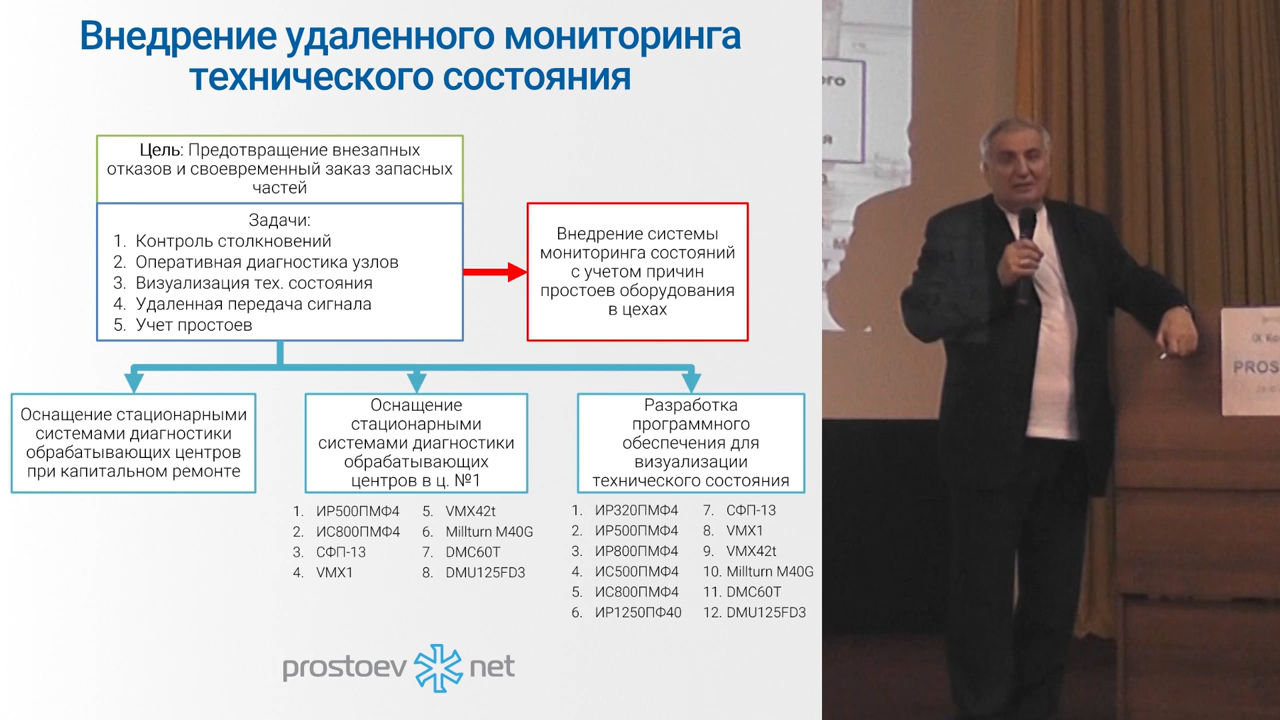 Внедрение удаленного мониторинга
технического состояния
Цель: Предотвращение внезапных
отказов и своевременный заказ запасных
частей
Задачи:
1. Контроль столкновений
2. Оперативная диагностика узлов
3. Визуализация тех. состояния
4. Удаленная передача сигнала
5. Учет простоев
Внедрение системы
мониторинга состояний
с учетом причин
простоев оборудования
в цехах
Оснащение стационарными
системами диагностики
обрабатывающих центров
при капитальном ремонте
Оснащение
стационарными
системами диагностики
обрабатывающих
центров в ц. №1
1. ИР500ПМФ4
2. ИС800ПМФ4
3. СФП-13
4. VMX1
5. VMX42t
6. Millturn M40G
7. DMC60T
8. DMU125FD3
Разработка
программного
обеспечения для
визуализации
технического состояния
1. ИР320ПМФ4
2. ИР500ПМФ4
3. ИР800ПМФ4
4. ИС500ПМФ4
5. ИС800ПМФ4
6. ИР1250ПФ40
7. СФП-13
8. VMX1
9. VMX42t
10. Millturn M40G
11. DMC60T
12. DMU125FD3
prostoev net
PROS